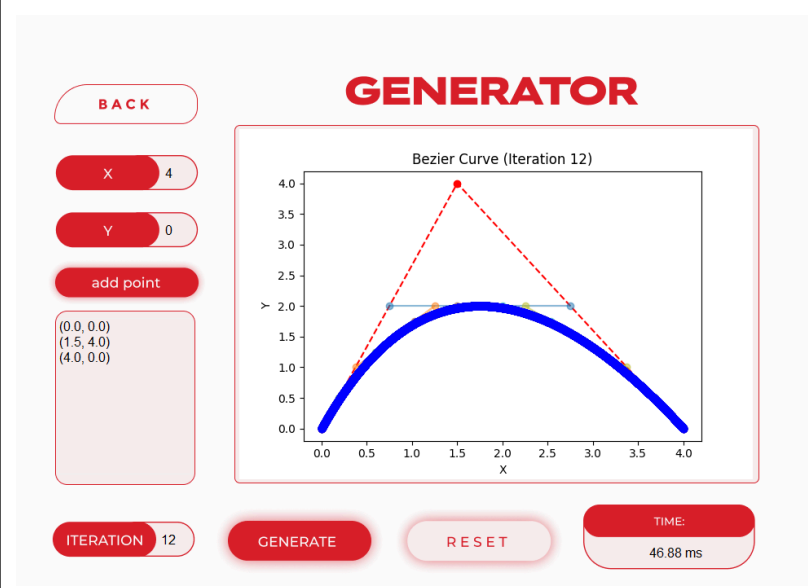 BACK
GENERATOR
X 4
Y 0
add point
(0.0, 0.0)
(1.5, 4.0)
(4.0, 0.0)
Bezier Curve (Iteration 12)
4.0
3.5
3.0
2.5
2.0
1.5
1.0
0.5
0.0
Y
0.0 0.5 1.0 1.5 2.0 2.5 3.0 3.5 4.0
X
ITERATION 12
GENERATE
RESET
TIME:
46.88 ms